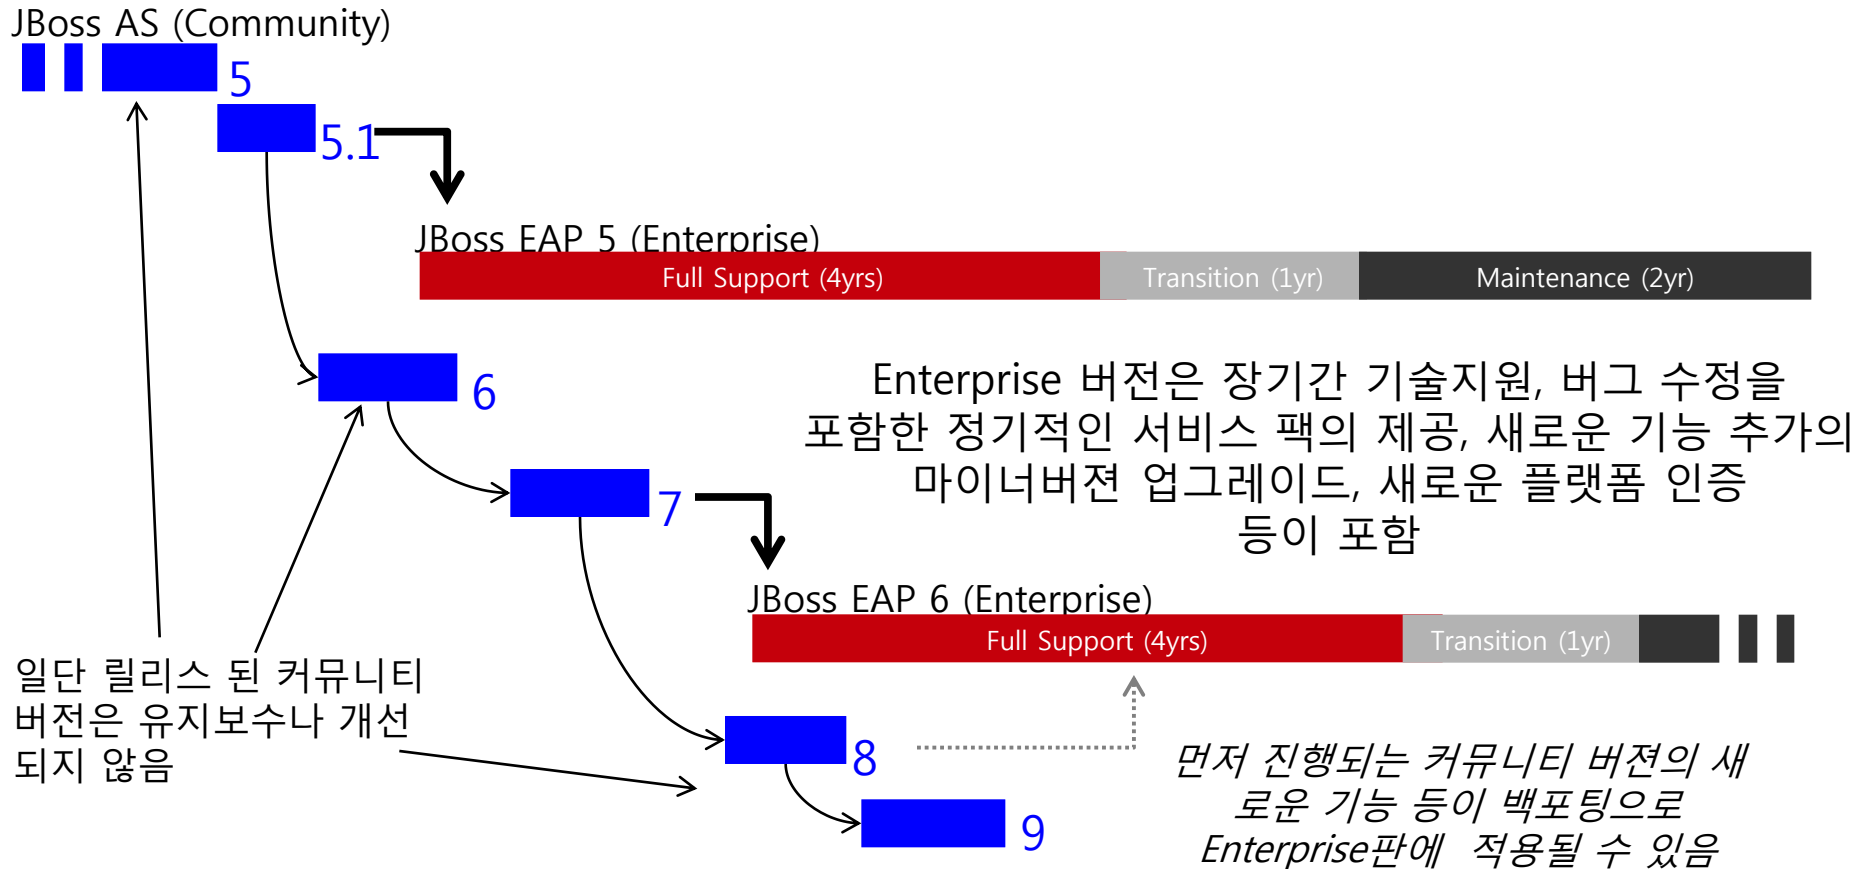 JBoss AS (Community)
5
5.1
JBoss EAP 5 (Enterprise)
Full Support (4yrs)
Transition (1yr)
Maintenance (2yr)
6
Enterprise 버전은 장기간 기술지원, 버그 수정을
포함한 정기적인 서비스 팩의 제공, 새로운 기능 추가의
마이너버젼 업그레이드, 새로운 플랫폼 인증
등이 포함
7
JBoss EAP 6 (Enterprise)
Full Support (4yrs)
Transition (1yr)
일단 릴리스 된 커뮤니티
버전은 유지보수나 개선
되지 않음
8
먼저 진행되는 커뮤니티 버젼의 새
로운 기능 등이 백포팅으로
Enterprise판에 적용될 수 있음
9